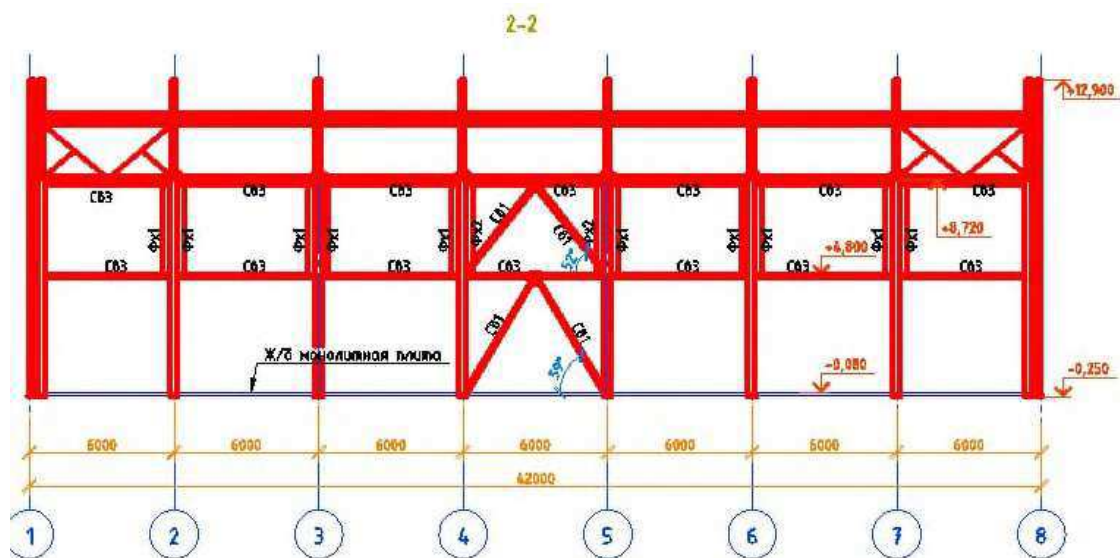 2-2
+12,900
Св3 Св3 Св3 Св3 Св3 Св3 Св3
Св1 Св1
Фх1 Фх1 Фх1 Фх1 Фх2 Фх2 Фх1 Фх1 Фх1 Фх1
+8,720
52°
+4,800
Св3 Св3 Св3 Св3 Св3 Св3 Св3
Св1 Св1
59°
Ж/б монолитная плита
-0,080
-0,250
6000 6000 6000 6000 6000 6000 6000
42000
1 2 3 4 5 6 7 8